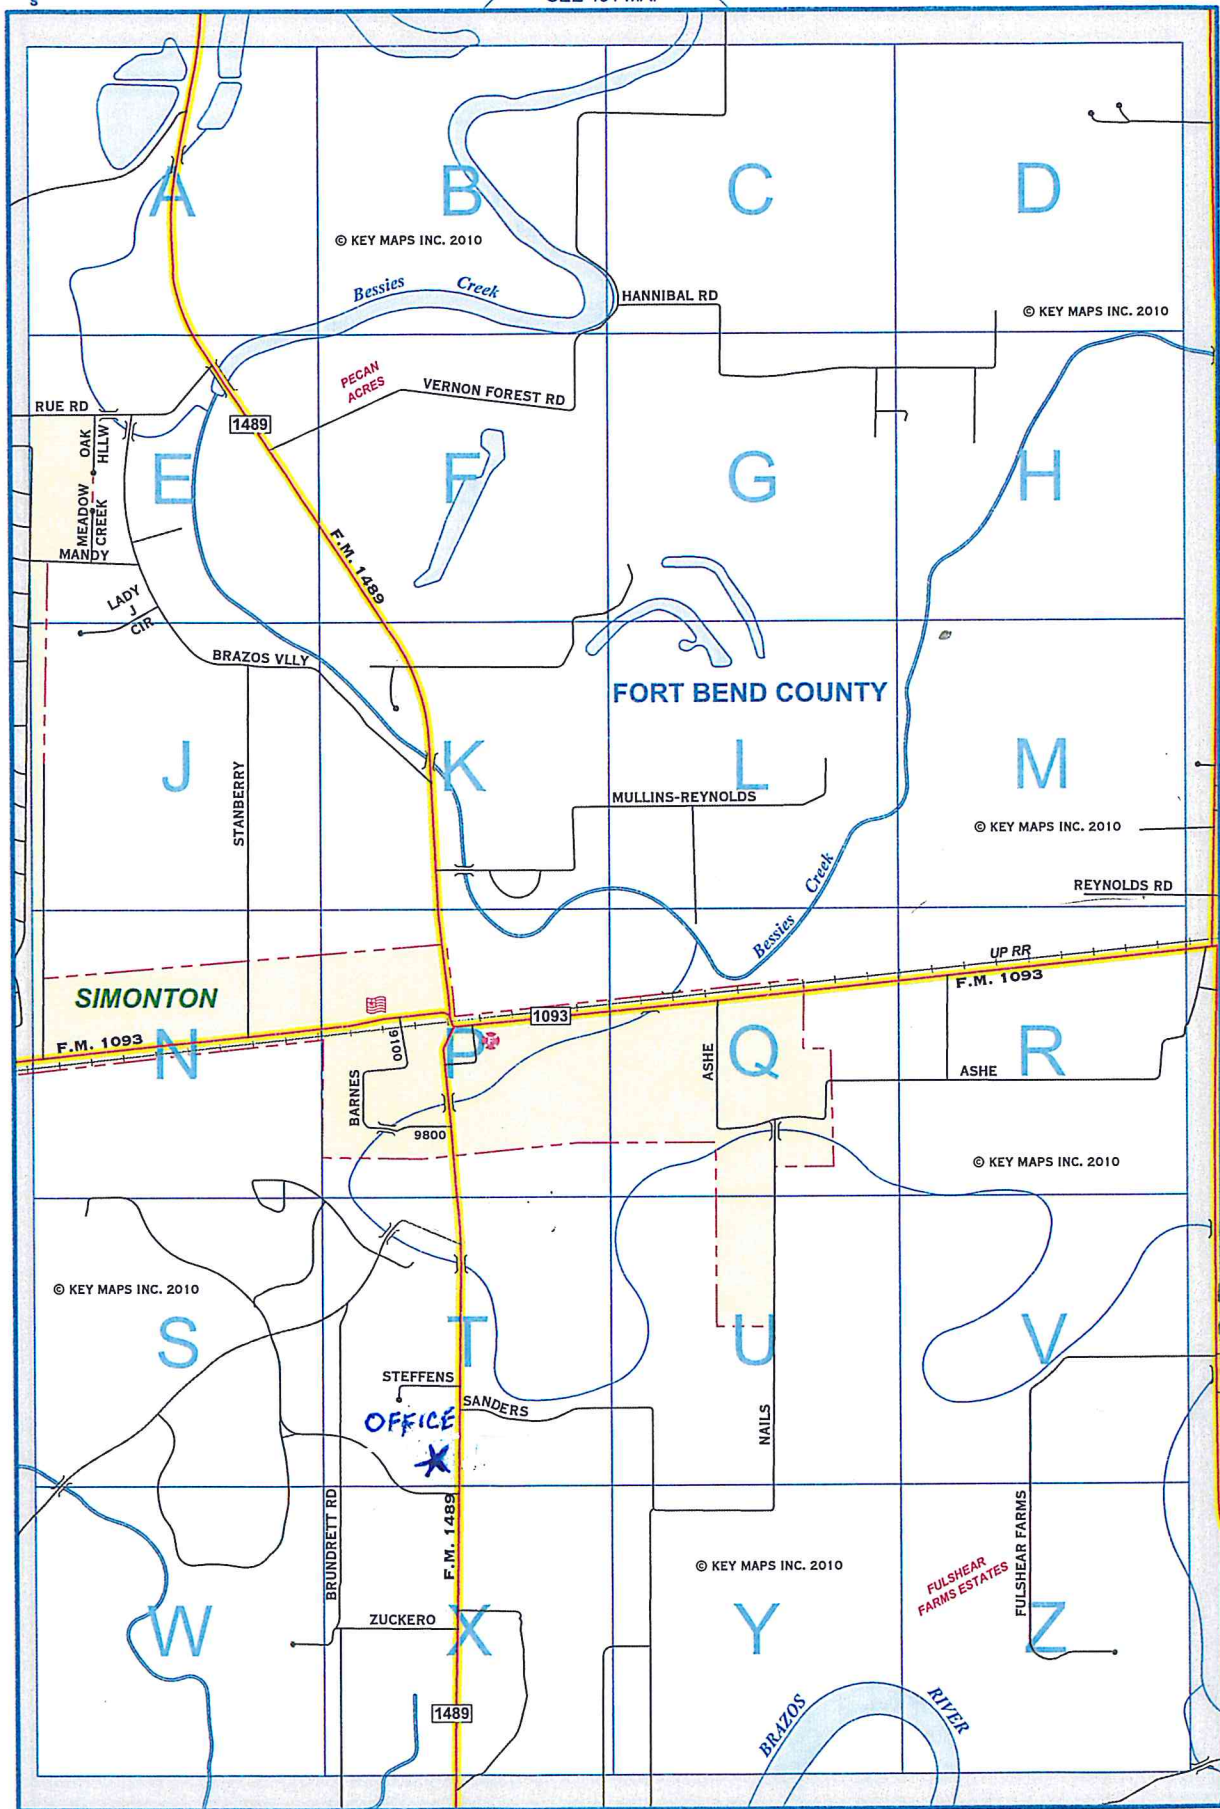 S
A
B
C
D
© KEY MAPS INC. 2010
Bessies Creek
HANNIBAL RD
© KEY MAPS INC. 2010
PECAN
ACRES
VERNON FOREST RD
RUE RD
1489
OAK
HLLW
E
F
G
H
MEADOW
CREEK
MANDY
F.M. 1489
LADY
J
CIR
BRAZOS VLLY
FORT BEND COUNTY
J
K
L
M
STANBERRY
MULLINS-REYNOLDS
© KEY MAPS INC. 2010
Bessies Creek
REYNOLDS RD
UP RR
F.M. 1093
SIMONTON
1093
F.M. 1093
N
P
Q
R
9100
BARNES
ASHE
ASHE
9800
© KEY MAPS INC. 2010
© KEY MAPS INC. 2010
S
T
U
V
STEFFENS
SANDERS
OFFICE
NAILS
BRUNDRETT RD
F.M. 1489
© KEY MAPS INC. 2010
FULSHEAR
FARMS ESTATES
FULSHEAR FARMS
W
ZUCKERO
X
Y
Z
1489
BRAZOS RIVER